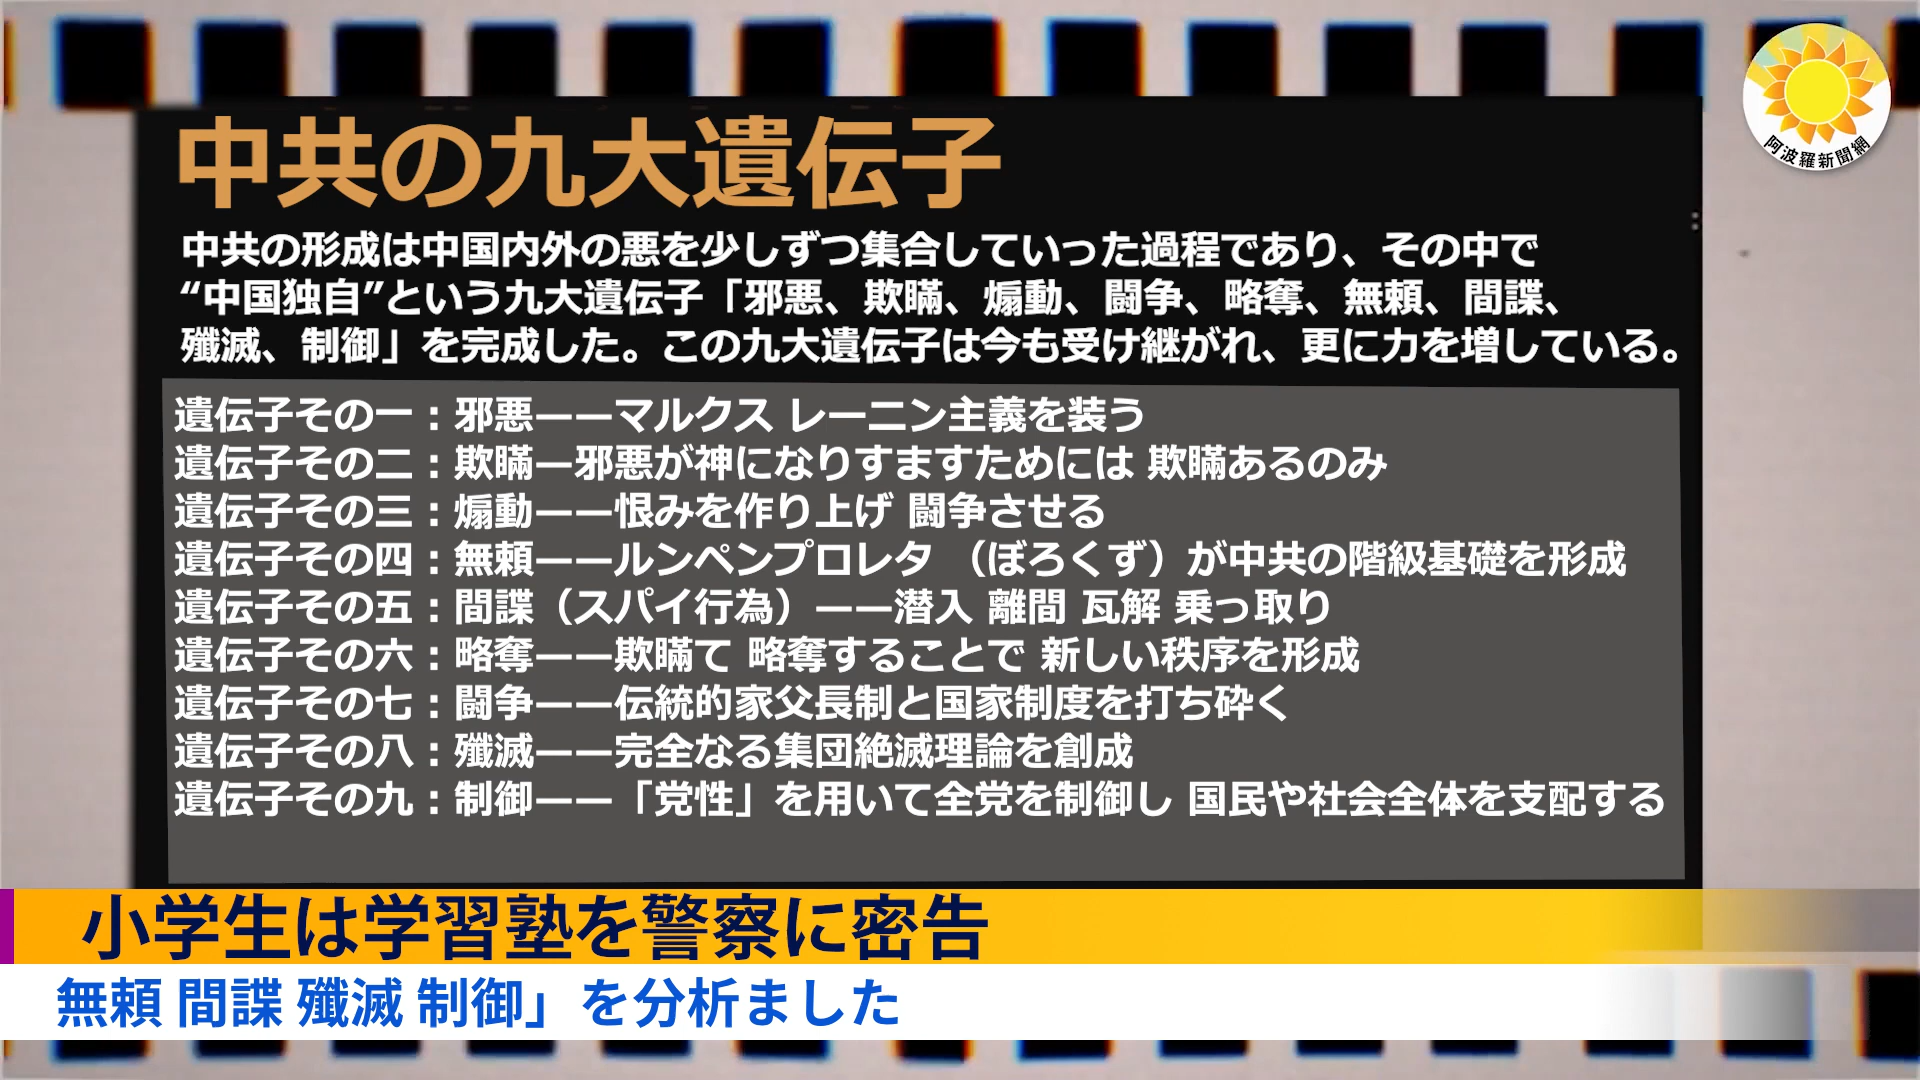 阿波羅新聞網
中共の九大遺伝子
中共の形成は中国内外の悪を少しずつ集合していった過程であり、その中で
“中国独自”という九大遺伝子「邪悪、欺瞞、煽動、闘争、略奪、無頼、間諜、
殲滅、制御」を完成した。この九大遺伝子は今も受け継がれ、更に力を増している。
遺伝子その一：邪悪——マルクス レーニン主義を装う
遺伝子その二：欺瞞—邪悪が神になりすますためには 欺瞞あるのみ
遺伝子その三：煽動——恨みを作り上げ 闘争させる
遺伝子その四：無頼——ルンペンプロレタ （ぼろくず）が中共の階級基礎を形成
遺伝子その五：間諜（スパイ行為）——潜入 離間 瓦解 乗っ取り
遺伝子その六：略奪——欺瞞て 略奪することで 新しい秩序を形成
遺伝子その七：闘争——伝統的家父長制と国家制度を打ち砕く
遺伝子その八：殲滅——完全なる集団絶滅理論を創成
遺伝子その九：制御——「党性」を用いて全党を制御し 国民や社会全体を支配する
小学生は学習塾を警察に密告
無頼 間諜 殲滅 制御」を分析ました